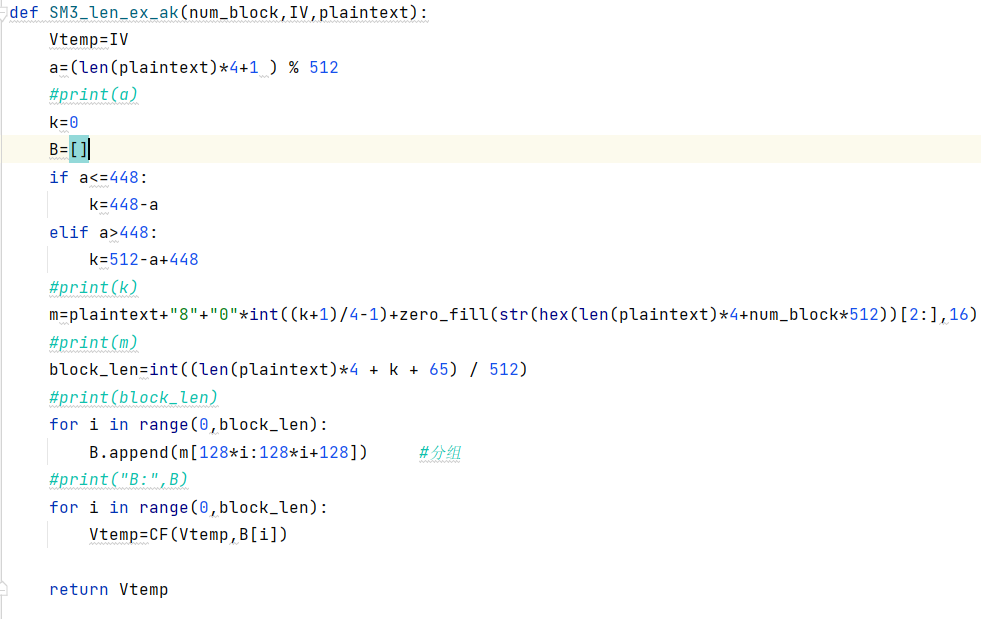 def SM3_len_ex_ak(num_block,IV,plaintext):
    Vtemp=IV
    a=(len(plaintext)*4+1 ) % 512
    #print(a)
    k=0
    B=[]
    if a<=448:
        k=448-a
    elif a>448:
        k=512-a+448
    #print(k)
    m=plaintext+"8"+"0"*int((k+1)/4-1)+zero_fill(str(hex(len(plaintext)*4+num_block*512))[2:],16)
    #print(m)
    block_len=int((len(plaintext)*4 + k + 65) / 512)
    #print(block_len)
    for i in range(0,block_len):
        B.append(m[128*i:128*i+128])     #分组
    #print("B:",B)
    for i in range(0,block_len):
        Vtemp=CF(Vtemp,B[i])
    return Vtemp